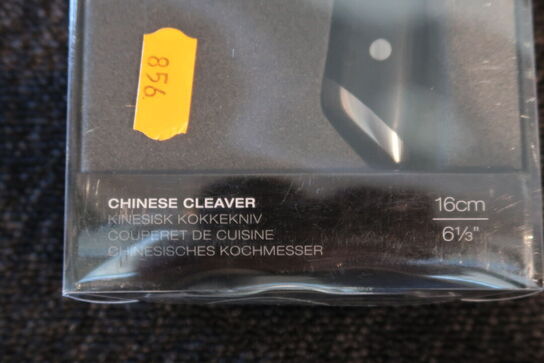 856
CHINESE CLEAVER
KINESISK KOKKEKNIV
COUPERET DE CUISINE
CHINESISCHES KOCHMESSER
16cm
6⅓"